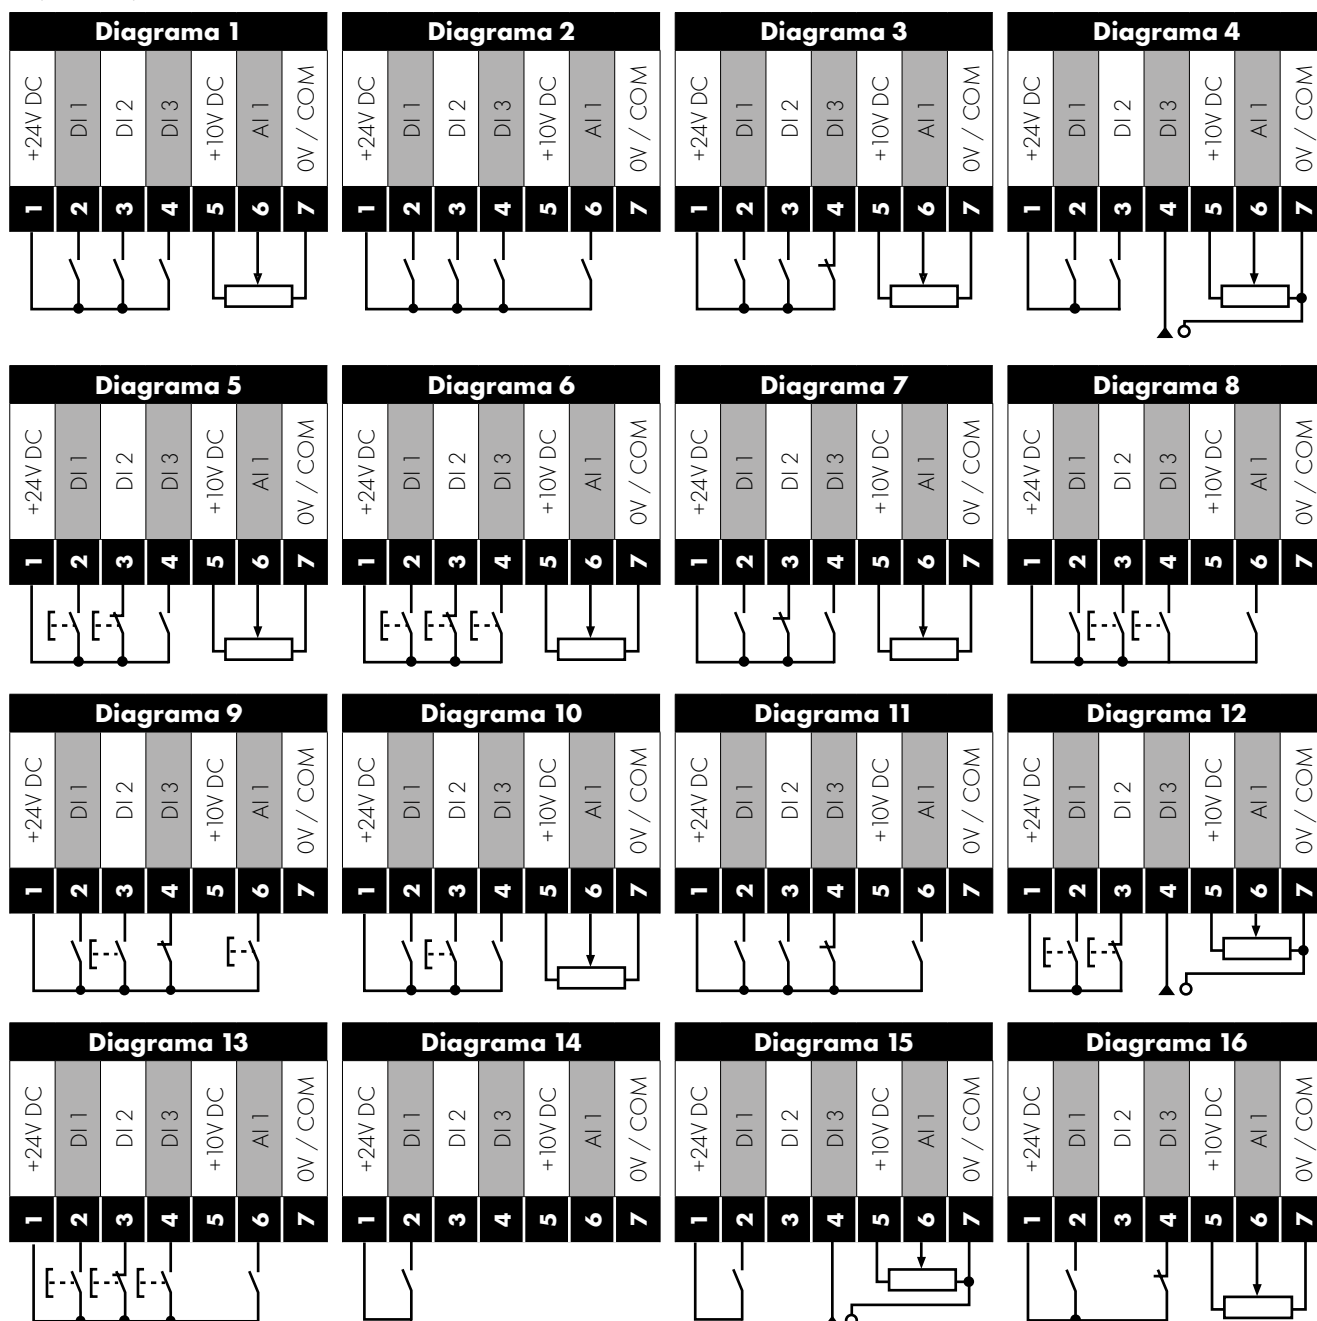 Diagrama 1
+24V DC DI 1 DI 2 DI 3 +10V DC AI 1 0V / COM
1 2 3 4 5 6 7
Diagrama 2
+24V DC DI 1 DI 2 DI 3 +10V DC AI 1 0V / COM
1 2 3 4 5 6 7
Diagrama 3
+24V DC DI 1 DI 2 DI 3 +10V DC AI 1 0V / COM
1 2 3 4 5 6 7
Diagrama 4
+24V DC DI 1 DI 2 DI 3 +10V DC AI 1 0V / COM
1 2 3 4 5 6 7
Diagrama 5
+24V DC DI 1 DI 2 DI 3 +10V DC AI 1 0V / COM
1 2 3 4 5 6 7
Diagrama 6
+24V DC DI 1 DI 2 DI 3 +10V DC AI 1 0V / COM
1 2 3 4 5 6 7
Diagrama 7
+24V DC DI 1 DI 2 DI 3 +10V DC AI 1 0V / COM
1 2 3 4 5 6 7
Diagrama 8
+24V DC DI 1 DI 2 DI 3 +10V DC AI 1 0V / COM
1 2 3 4 5 6 7
Diagrama 9
+24V DC DI 1 DI 2 DI 3 +10V DC AI 1 0V / COM
1 2 3 4 5 6 7
Diagrama 10
+24V DC DI 1 DI 2 DI 3 +10V DC AI 1 0V / COM
1 2 3 4 5 6 7
Diagrama 11
+24V DC DI 1 DI 2 DI 3 +10V DC AI 1 0V / COM
1 2 3 4 5 6 7
Diagrama 12
+24V DC DI 1 DI 2 DI 3 +10V DC AI 1 0V / COM
1 2 3 4 5 6 7
Diagrama 13
+24V DC DI 1 DI 2 DI 3 +10V DC AI 1 0V / COM
1 2 3 4 5 6 7
Diagrama 14
+24V DC DI 1 DI 2 DI 3 +10V DC AI 1 0V / COM
1 2 3 4 5 6 7
Diagrama 15
+24V DC DI 1 DI 2 DI 3 +10V DC AI 1 0V / COM
1 2 3 4 5 6 7
Diagrama 16
+24V DC DI 1 DI 2 DI 3 +10V DC AI 1 0V / COM
1 2 3 4 5 6 7